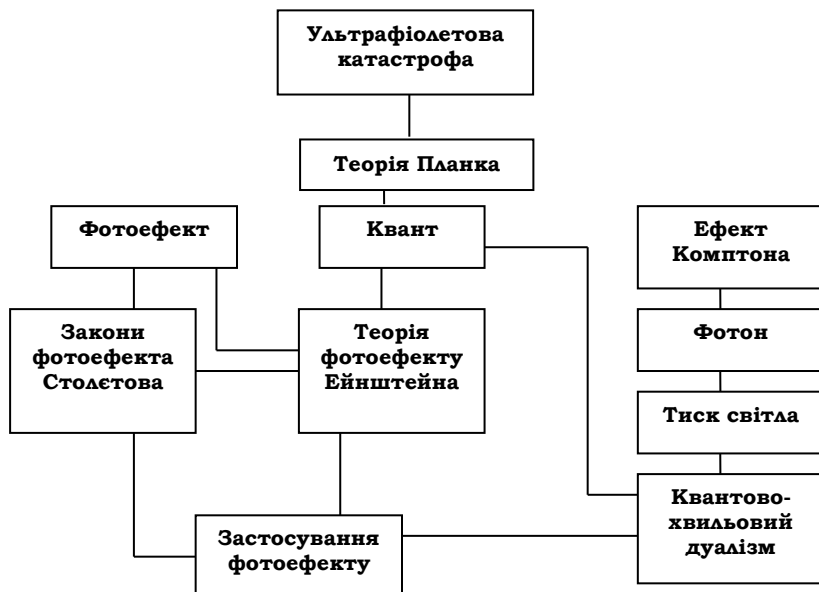 Ультрафіолетова
катастрофа
Теорія Планка
Фотоефект
Квант
Ефект
Комптона
Закони
фотоефекта
Столєтова
Теорія
фотоефекту
Ейнштейна
Фотон
Тиск світла
Квантово-
хвильовий
дуалізм
Застосування
фотоефекту